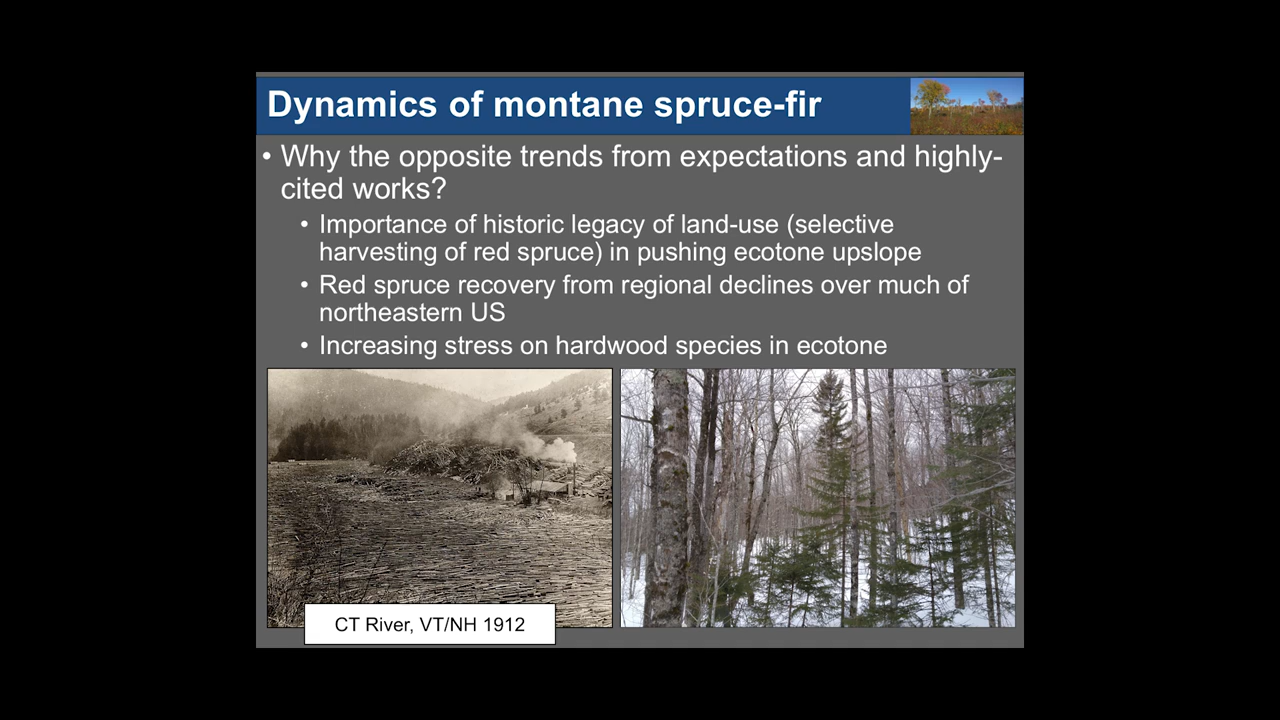 Dynamics of montane spruce-fir
• Why the opposite trends from expectations and highly-
cited works?
• Importance of historic legacy of land-use (selective
harvesting of red spruce) in pushing ecotone upslope
• Red spruce recovery from regional declines over much of
northeastern US
• Increasing stress on hardwood species in ecotone
CT River, VT/NH 1912